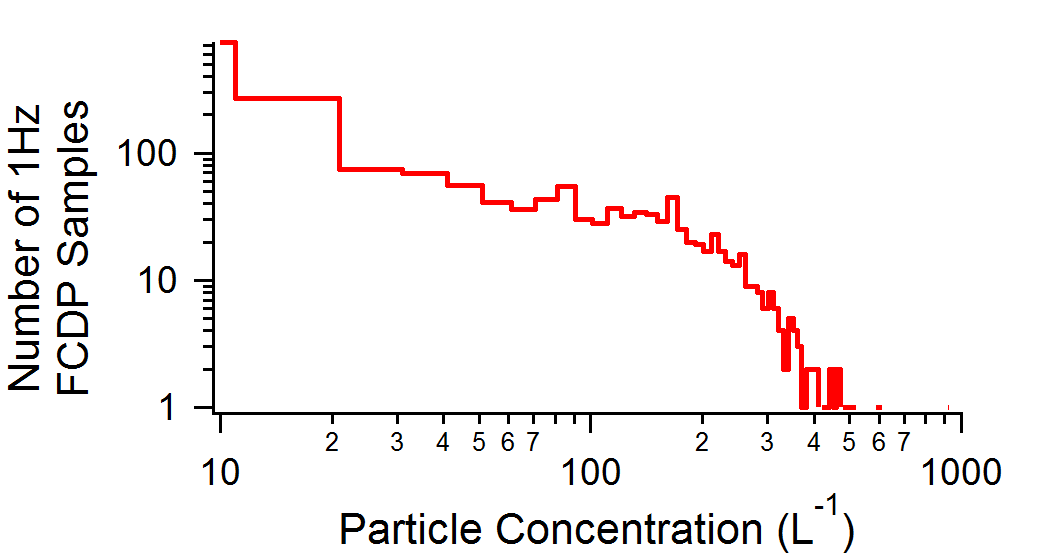 Number of 1Hz
FCDP Samples
100
10
1
2 3 4 5 6 7 2 3 4 5 6 7
10 100 1000
Particle Concentration (L-1)